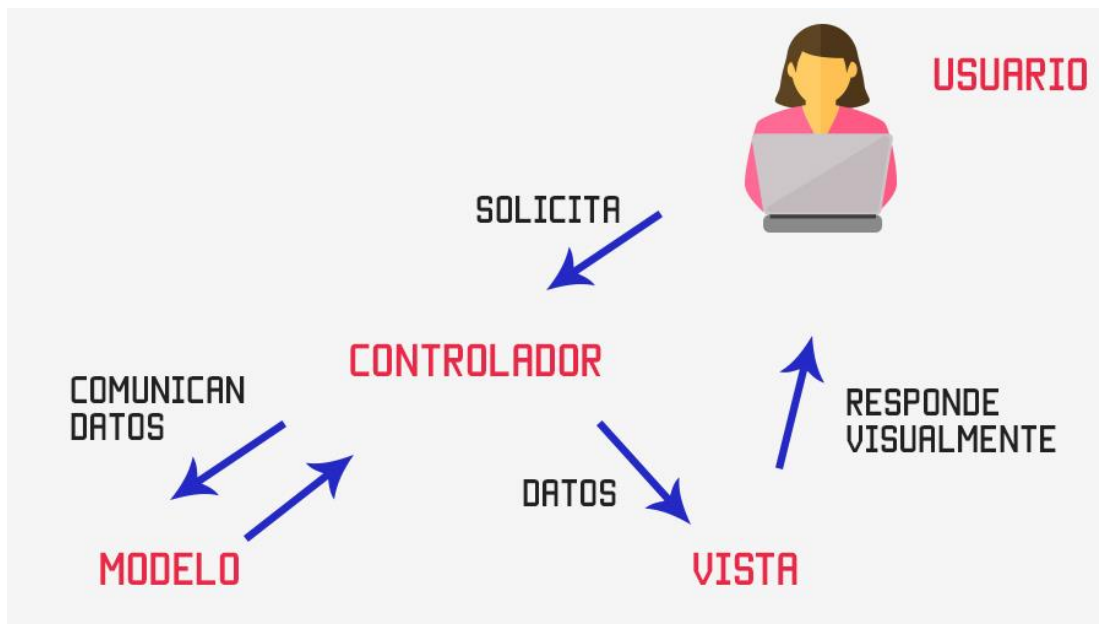 USUARIO
SOLICITA
CONTROLADOR
COMUNICAN
DATOS
RESPONDE
VISUALMENTE
DATOS
MODELO
VISTA